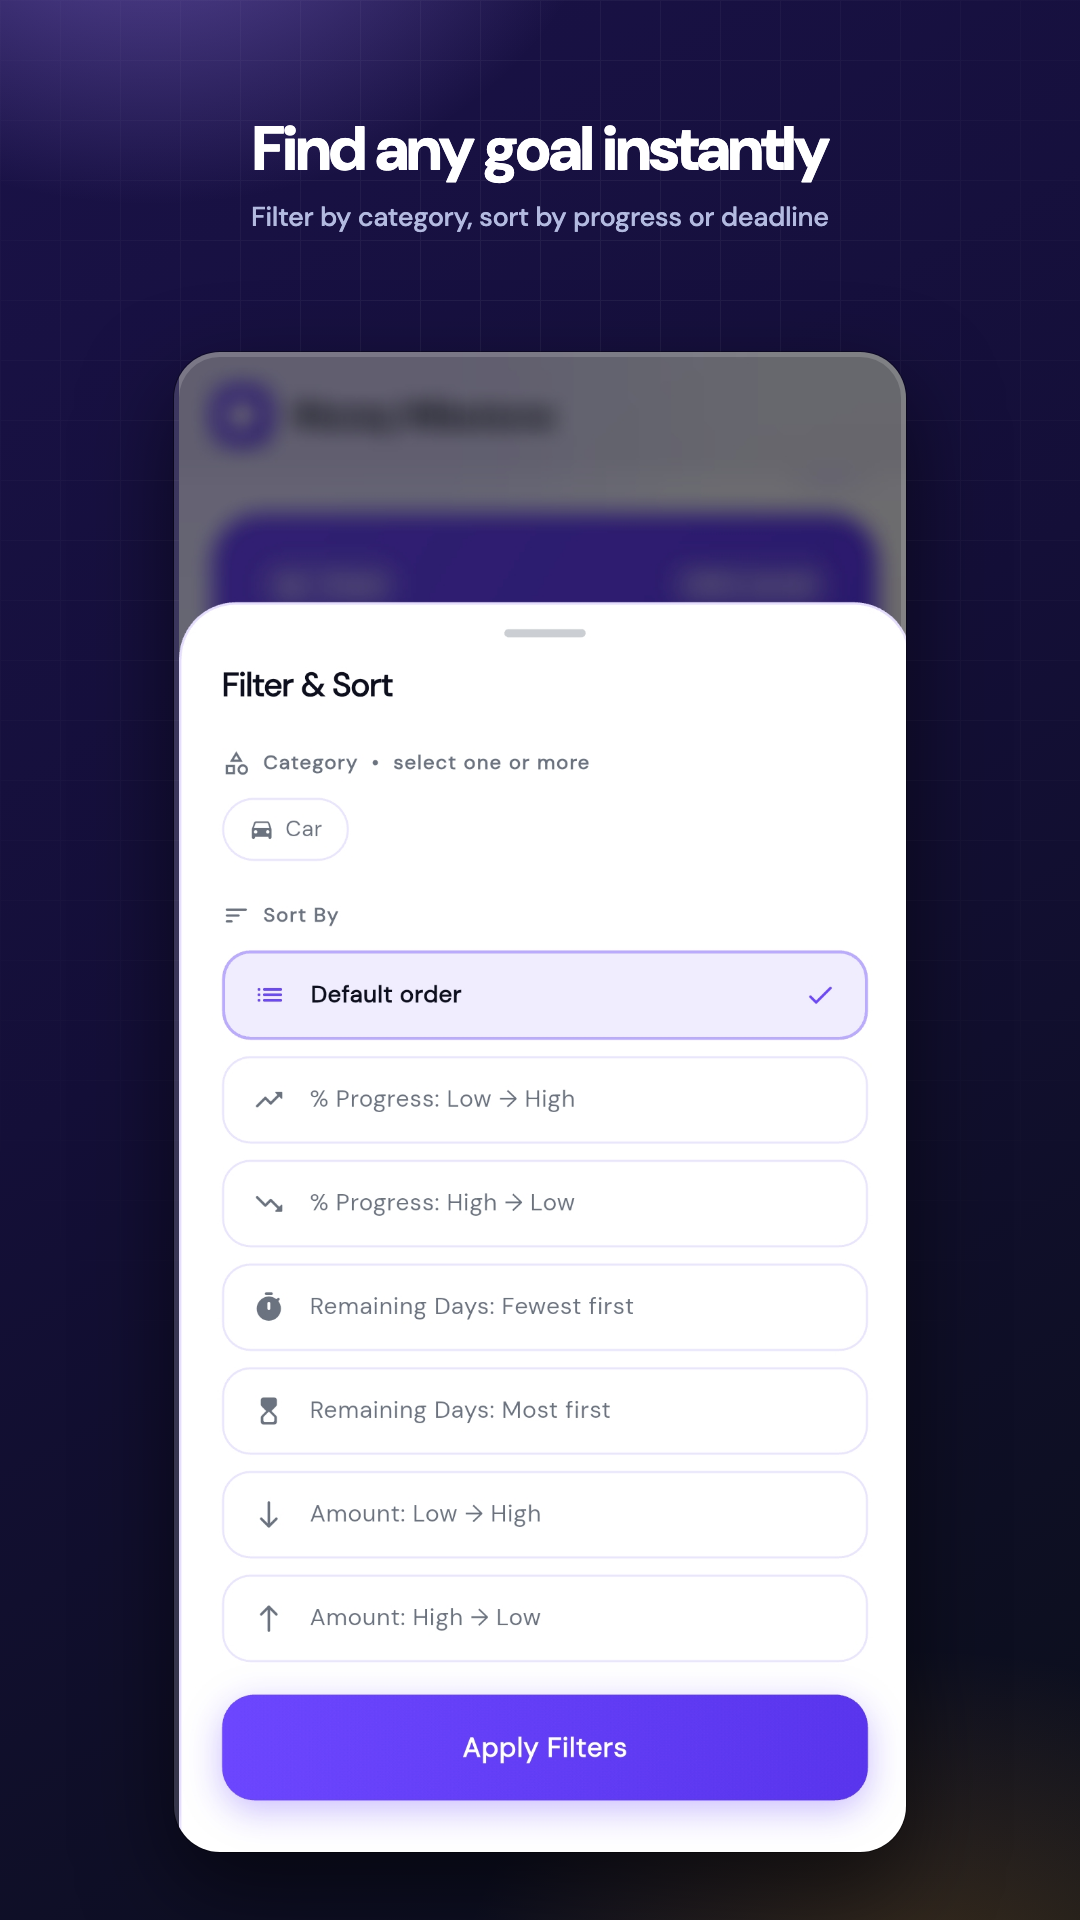 Find any goal instantly
Filter by category, sort by progress or deadline
Filter & Sort
Category • select one or more
Car
Sort By
Default order
% Progress: Low → High
% Progress: High → Low
Remaining Days: Fewest first
Remaining Days: Most first
Amount: Low → High
Amount: High → Low
Apply Filters